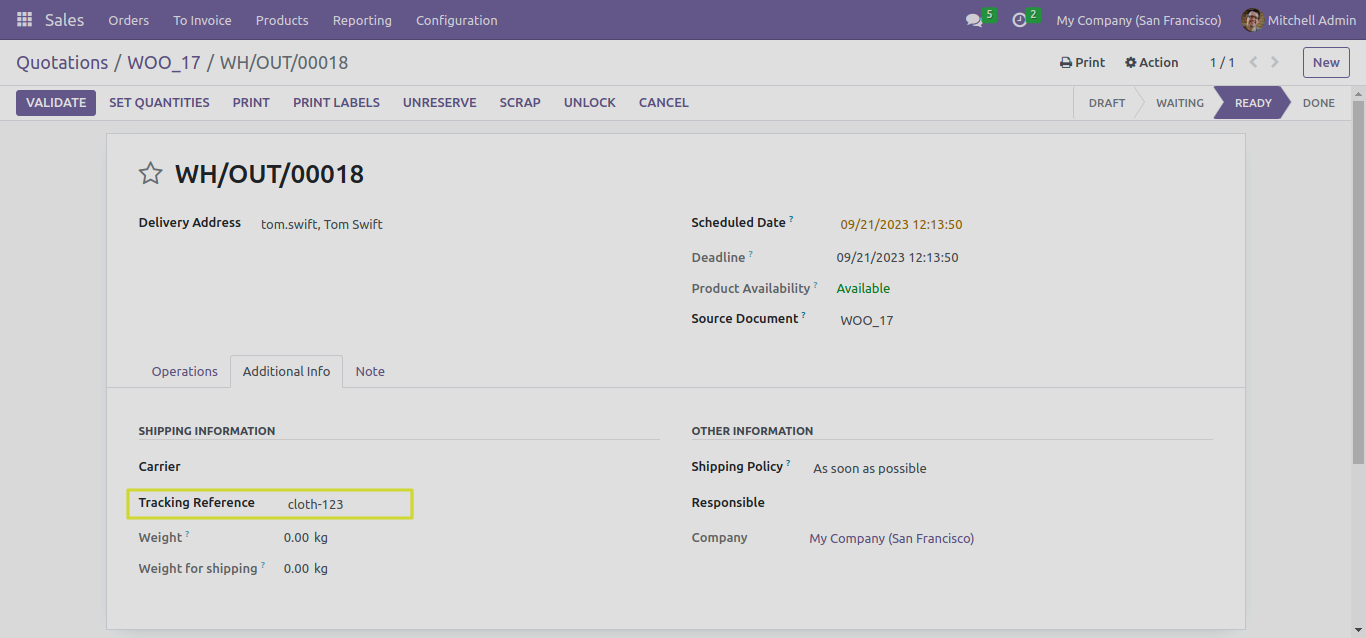 Sales Orders To Invoice Products Reporting Configuration 5 2 My Company (San Francisco) Mitchell Admin
Quotations / WOO_17 / WH/OUT/00018 Print Action 1 / 1 New
VALIDATE SET QUANTITIES PRINT PRINT LABELS UNRESERVE SCRAP UNLOCK CANCEL DRAFT WAITING READY DONE
WH/OUT/00018
Delivery Address tom.swift, Tom Swift Scheduled Date ? 09/21/2023 12:13:50
Deadline ? 09/21/2023 12:13:50
Product Availability ? Available
Source Document ? WOO_17
Operations Additional Info Note
SHIPPING INFORMATION OTHER INFORMATION
Carrier Shipping Policy ? As soon as possible
Tracking Reference cloth-123 Responsible
Weight ? 0.00 kg Company My Company (San Francisco)
Weight for shipping ? 0.00 kg